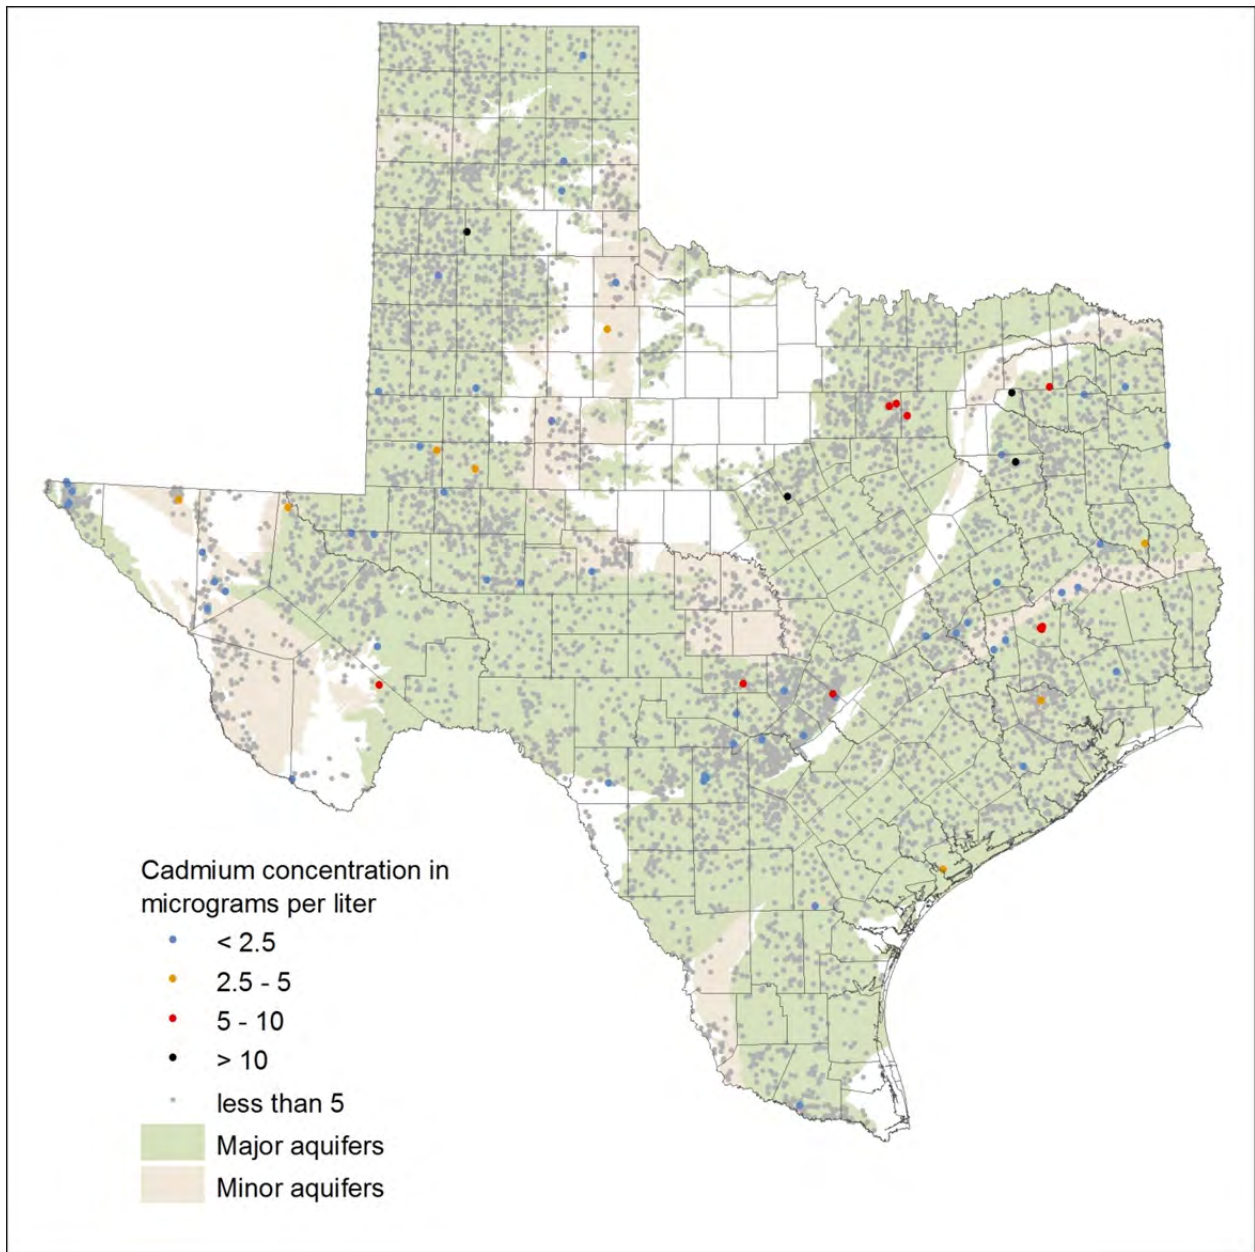 Cadmium concentration in
micrograms per liter
< 2.5
2.5 - 5
5 - 10
> 10
less than 5
Major aquifers
Minor aquifers